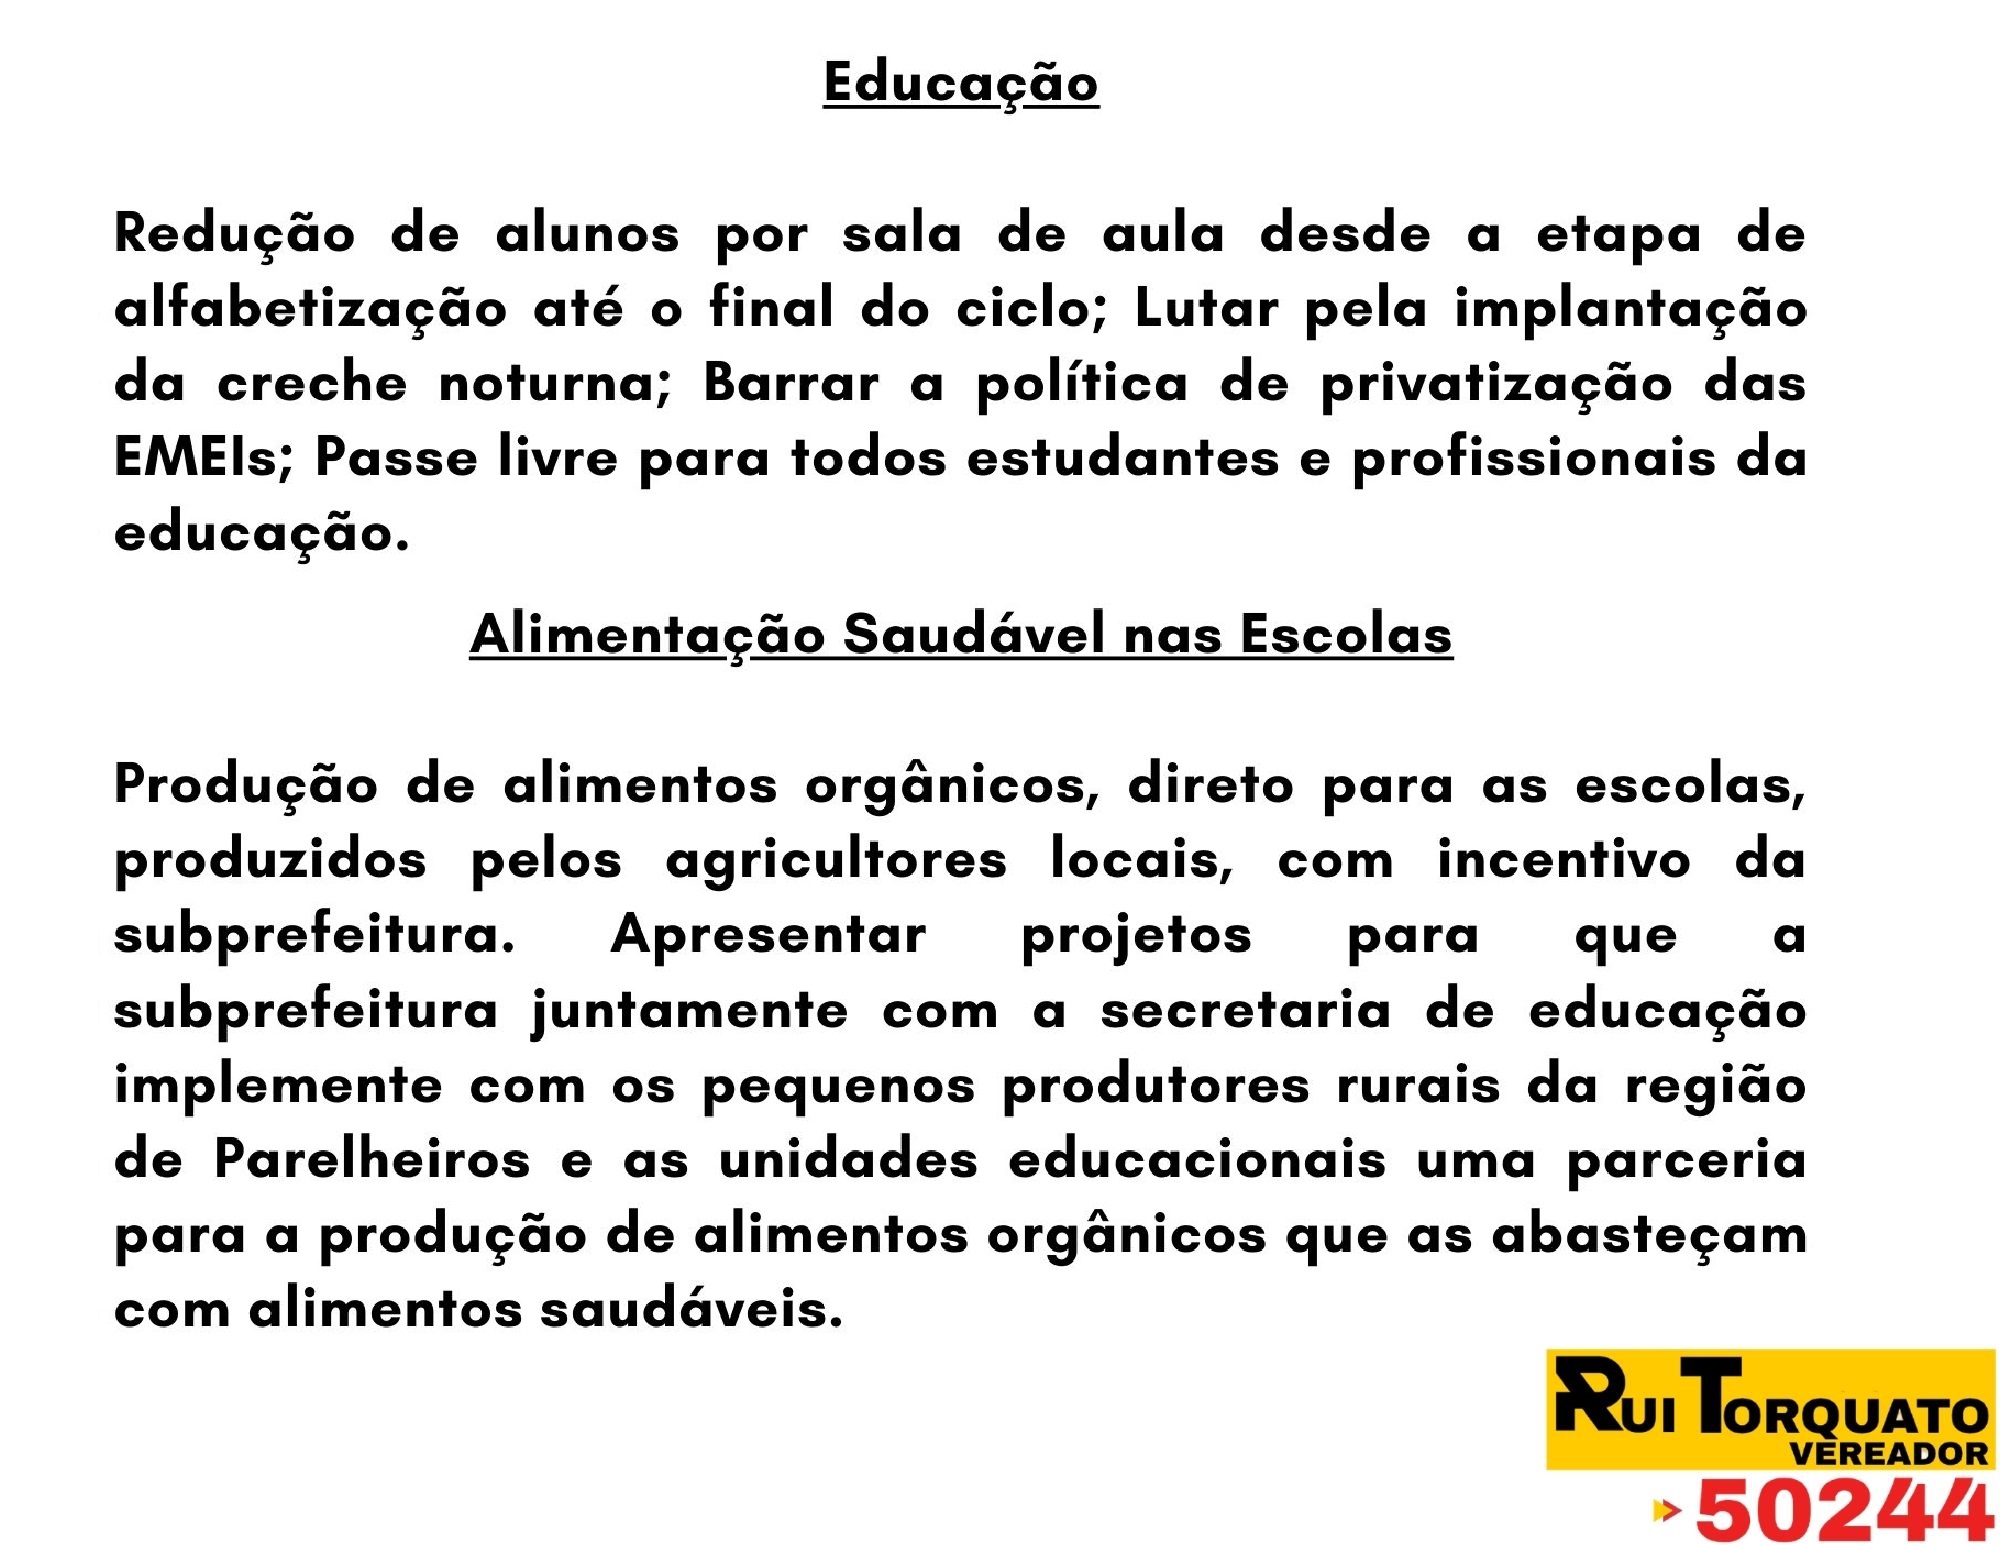 Educação
Redução de alunos por sala de aula desde a etapa de
alfabetização até o final do ciclo; Lutar pela implantação
da creche noturna; Barrar a política de privatização das
EMEIs; Passe livre para todos estudantes e profissionais da
educação.
Alimentação Saudável nas Escolas
Produção de alimentos orgânicos, direto para as escolas,
produzidos pelos agricultores locais, com incentivo da
subprefeitura. Apresentar projetos para que a
subprefeitura juntamente com a secretaria de educação
implemente com os pequenos produtores rurais da região
de Parelheiros e as unidades educacionais uma parceria
para a produção de alimentos orgânicos que as abasteçam
com alimentos saudáveis.
RUI TORQUATO
VEREADOR
50244